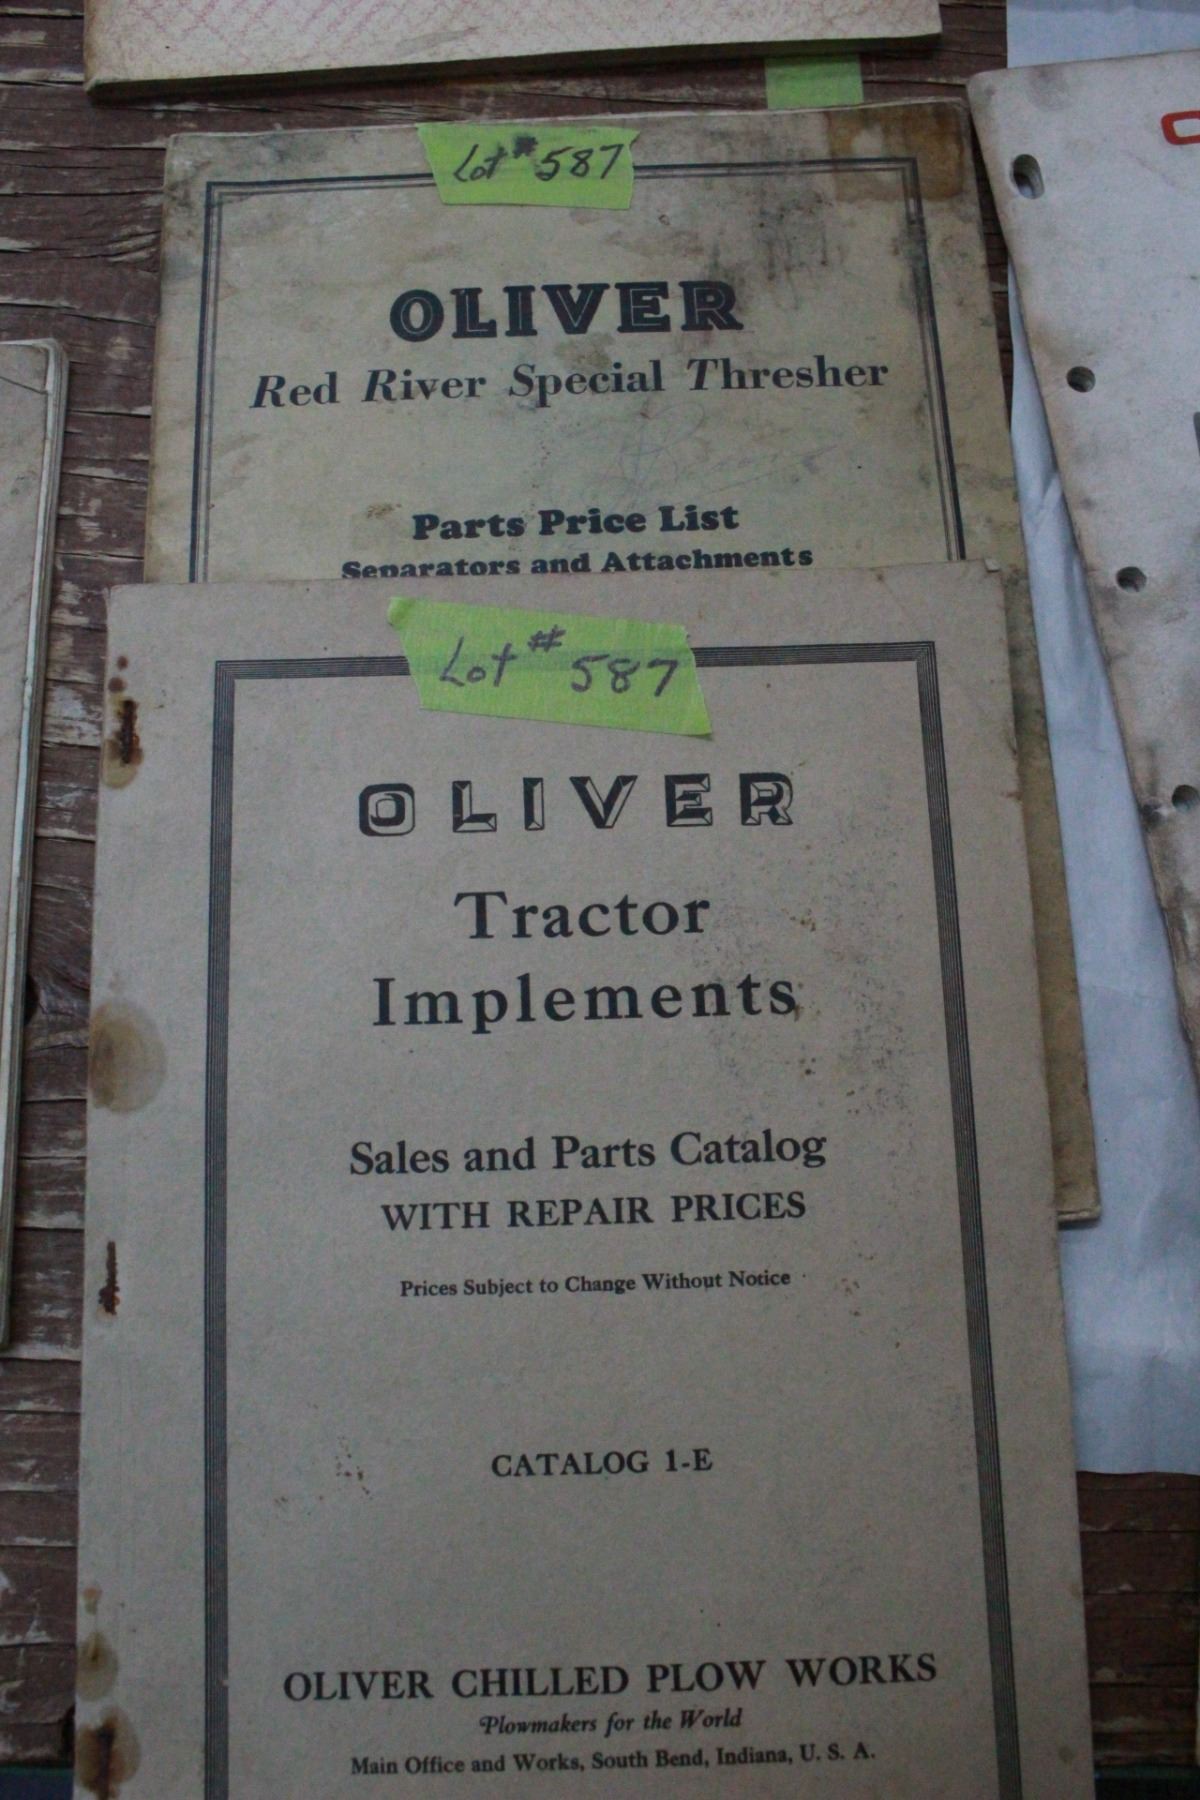 Lot # 587
OLIVER
Red River Special Thresher
Parts Price List
Separators and Attachments
Lot # 587
OLIVER
Tractor
Implements
Sales and Parts Catalog
WITH REPAIR PRICES
Prices Subject to Change Without Notice
CATALOG 1-E
OLIVER CHILLED PLOW WORKS
Plowmakers for the World
Main Office and Works, South Bend, Indiana, U. S. A.